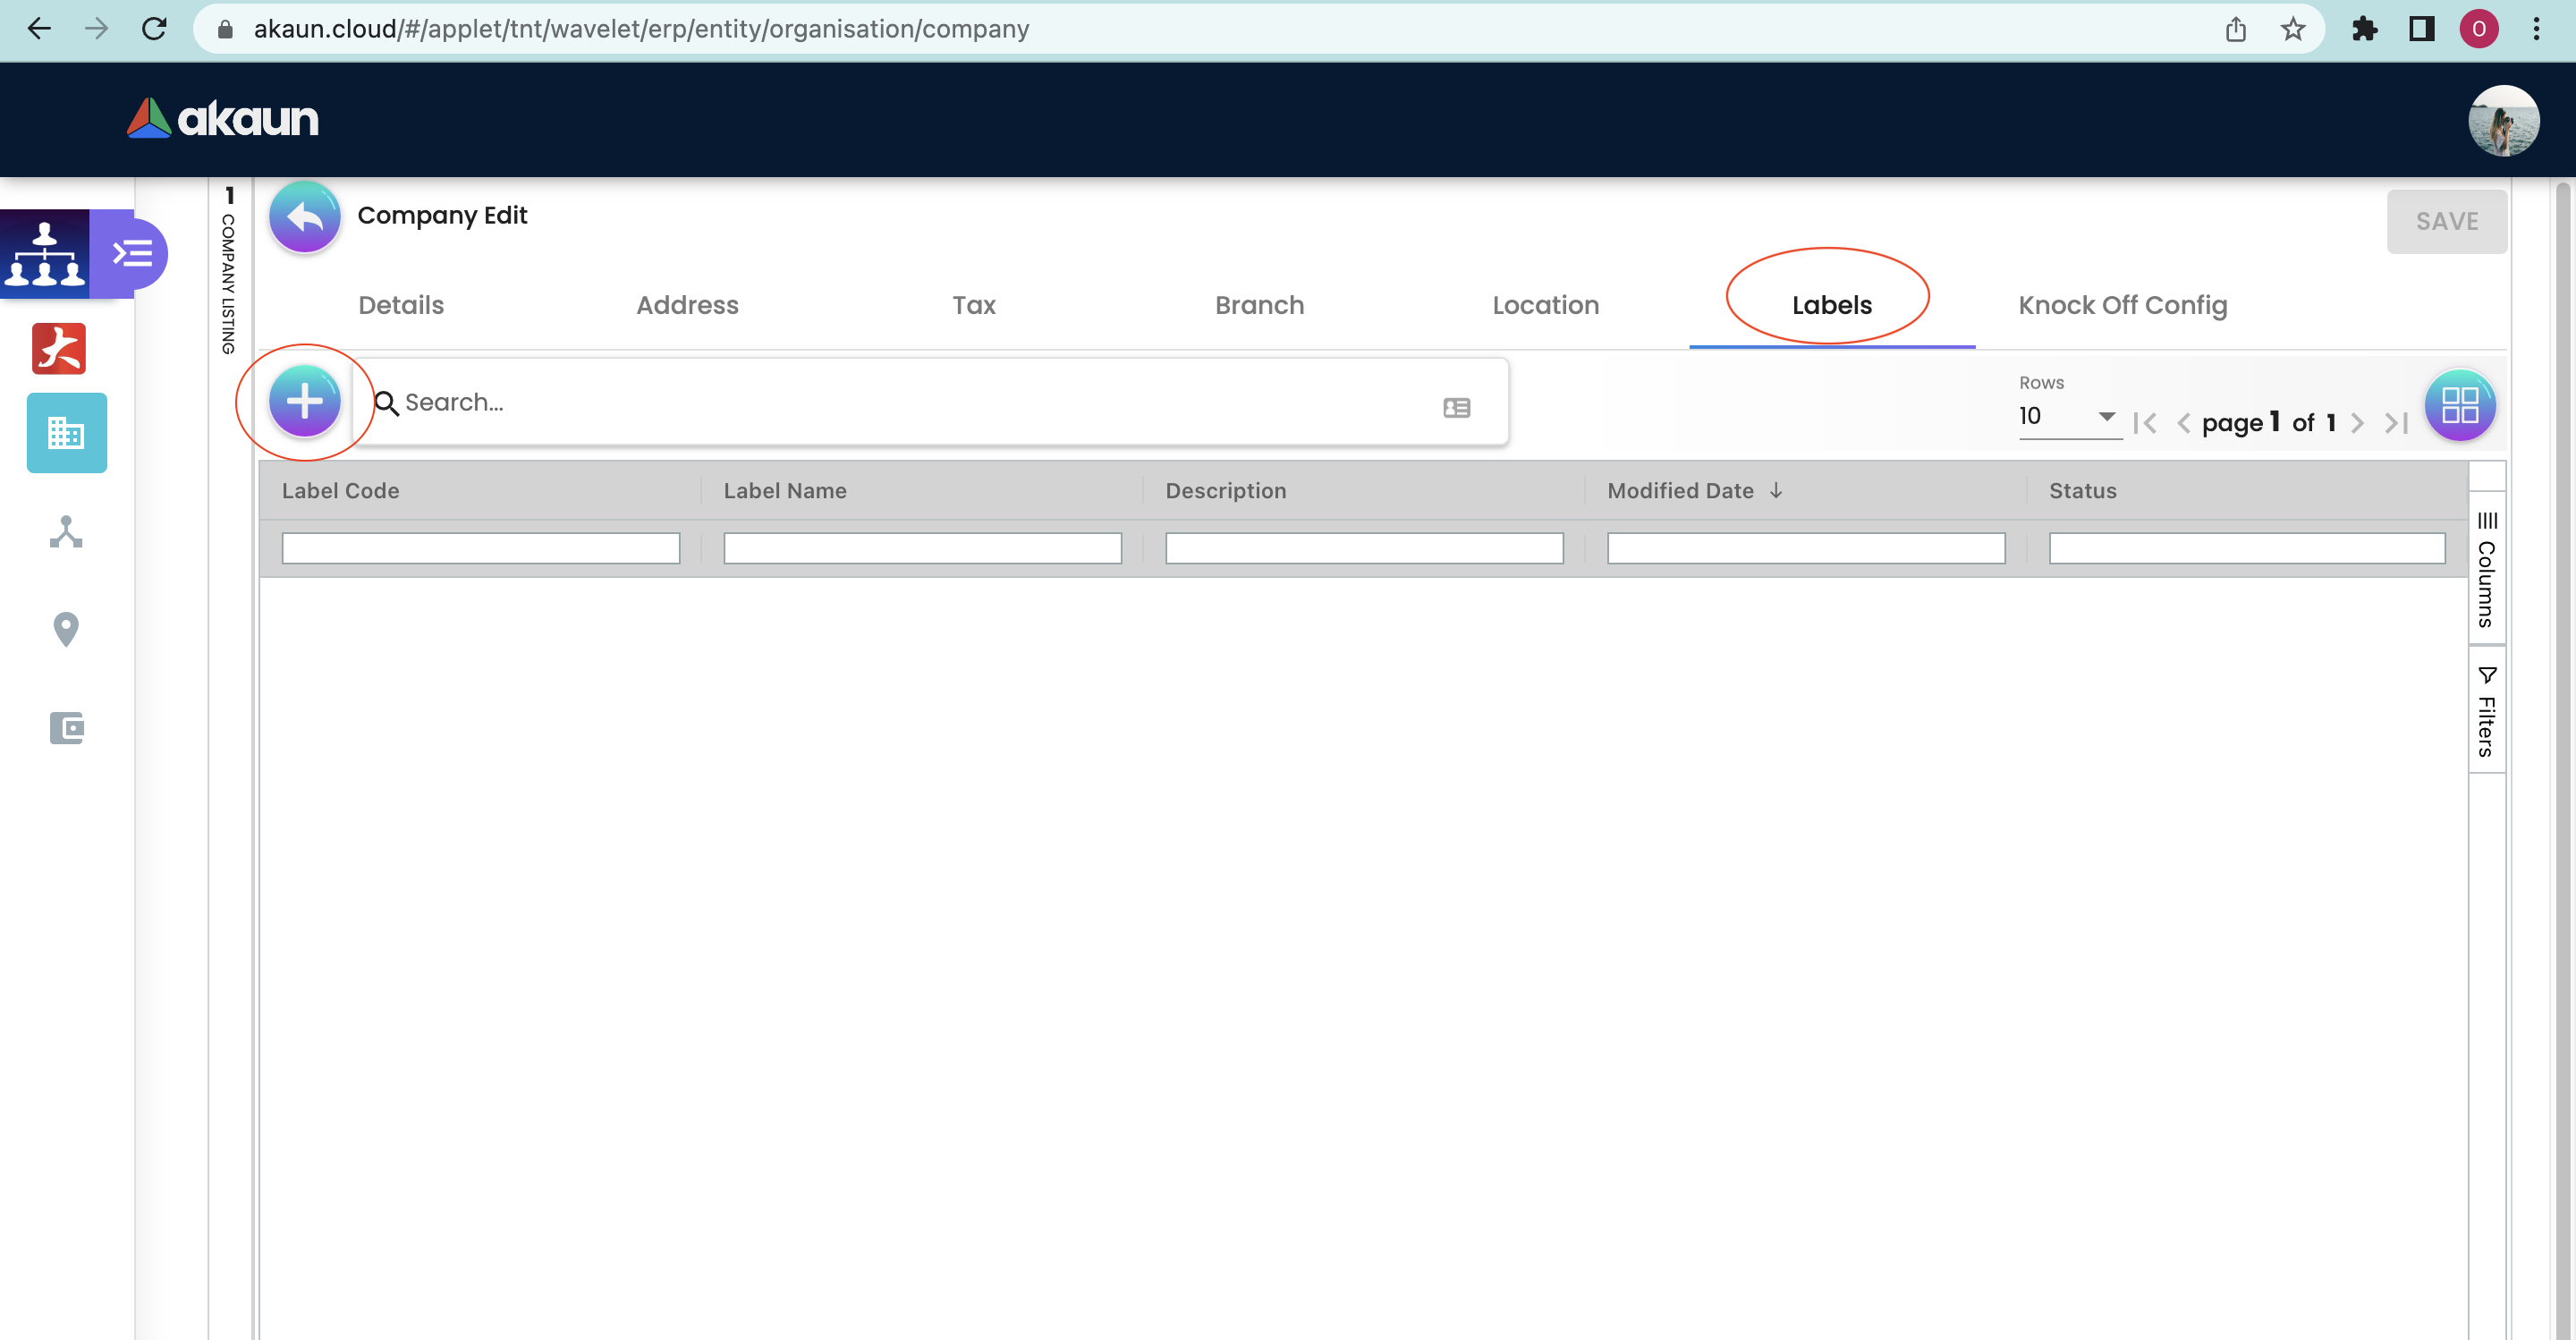 akaun.cloud/#/applet/tnt/wavelet/erp/entity/organisation/company
O
akaun
1
COMPANY LISTING
Company Edit
SAVE
Details Address Tax Branch Location Labels Knock Off Config
Search...
Rows
10
page 1 of 1
Label Code Label Name Description Modified Date Status
Columns
Filters